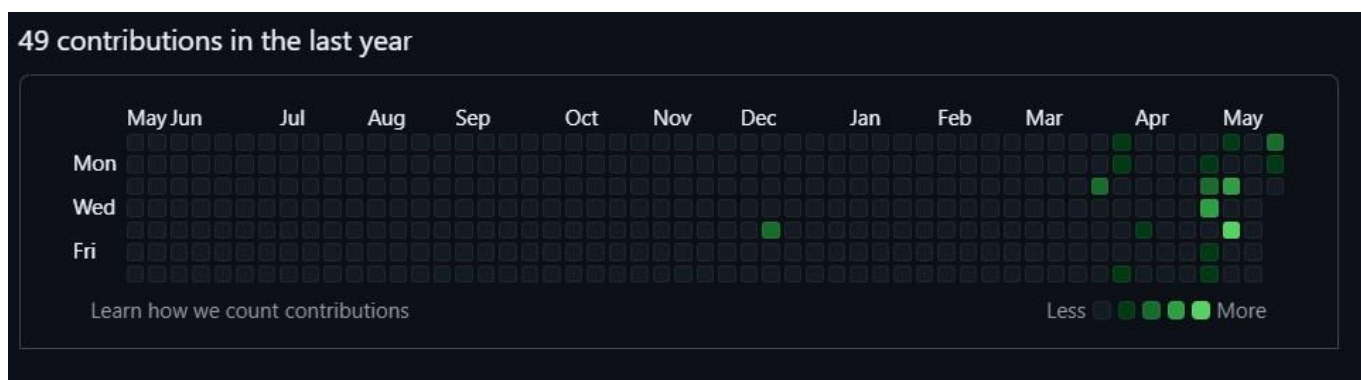 49 contributions in the last year
May Jun Jul Aug Sep Oct Nov Dec Jan Feb Mar Apr May
Mon
Wed
Fri
Learn how we count contributions Less More